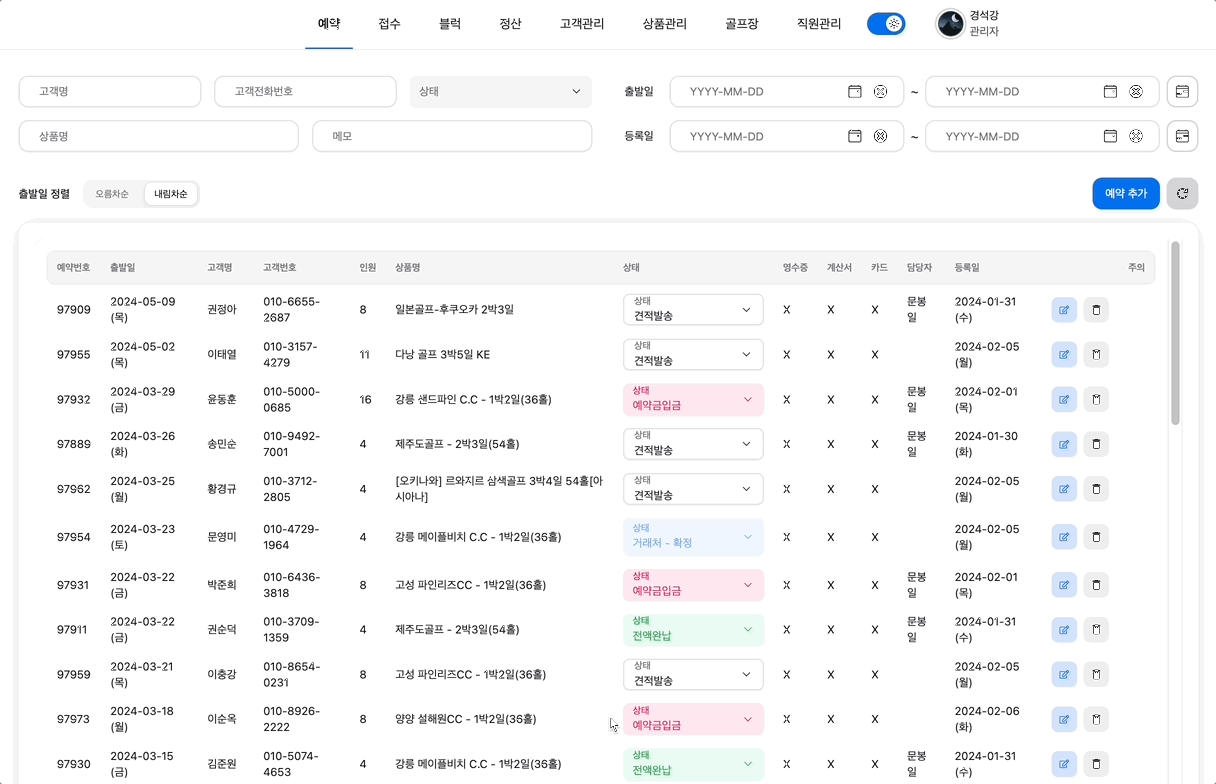 예약 접수 블럭 정산 고객관리 상품관리 골프장 직원관리 경석강
관리자
고객명 고객전화번호 상태 출발일 YYYY-MM-DD ~ YYYY-MM-DD
상품명 메모 등록일 YYYY-MM-DD ~ YYYY-MM-DD
출발일 정렬 오름차순 내림차순 예약 추가
예약번호 출발일 고객명 고객번호 인원 상품명 상태 영수증 계산서 카드 담당자 등록일 주의
97909 2024-05-09 (목) 권정아 010-6655-2687 8 일본골프-후쿠오카 2박3일 상태 견적발송 X X X 문봉일 2024-01-31 (수)
97955 2024-05-02 (목) 이태열 010-3157-4279 11 다낭 골프 3박5일 KE 상태 견적발송 X X X 2024-02-05 (월)
97932 2024-03-29 (금) 윤동훈 010-5000-0685 16 강릉 샌드파인 C.C - 1박2일(36홀) 상태 예약금입금 X X X 문봉일 2024-02-01 (목)
97889 2024-03-26 (화) 송민순 010-9492-7001 4 제주도골프 - 2박3일(54홀) 상태 견적발송 X X X 문봉일 2024-01-30 (화)
97962 2024-03-25 (월) 황경규 010-3712-2805 4 [오키나와] 르와지르 삼색골프 3박4일 54홀[아시아나] 상태 견적발송 X X X 2024-02-05 (월)
97954 2024-03-23 (토) 문영미 010-4729-1964 4 강릉 메이플비치 C.C - 1박2일(36홀) 상태 거래처 - 확정 X X X 2024-02-05 (월)
97931 2024-03-22 (금) 박준희 010-6436-3818 8 고성 파인리즈CC - 1박2일(36홀) 상태 예약금입금 X X X 문봉일 2024-02-01 (목)
97911 2024-03-22 (금) 권순덕 010-3709-1359 4 제주도골프 - 2박3일(54홀) 상태 전액완납 X X X 문봉일 2024-01-31 (수)
97959 2024-03-21 (목) 이충강 010-8654-0231 8 고성 파인리즈CC - 1박2일(36홀) 상태 견적발송 X X X 2024-02-05 (월)
97973 2024-03-18 (월) 이순옥 010-8926-2222 8 양양 설해원CC - 1박2일(36홀) 상태 예약금입금 X X X 2024-02-06 (화)
97930 2024-03-15 (금) 김준원 010-5074-4653 4 강릉 메이플비치 C.C - 1박2일(36홀) 상태 전액완납 X X X 문봉일 2024-01-31 (수)